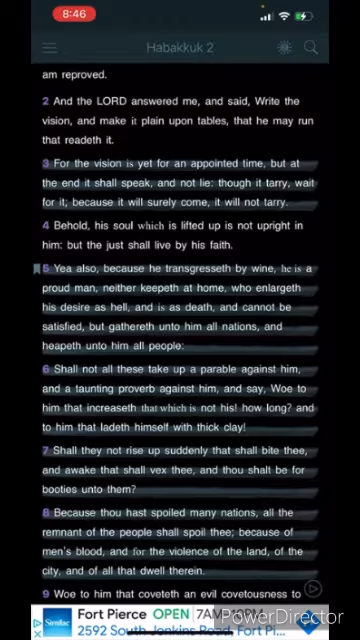 8:46
Habakkuk 2
am reproved.
2 And the LORD answered me, and said, Write the
vision, and make it plain upon tables, that he may run
that readeth it.
3 For the vision is yet for an appointed time, but at
the end it shall speak, and not lie: though it tarry, wait
for it; because it will surely come, it will not tarry.
4 Behold, his soul which is lifted up is not upright in
him: but the just shall live by his faith.
5 Yea also, because he transgresseth by wine, he is a
proud man, neither keepeth at home, who enlargeth
his desire as hell, and is as death, and cannot be
satisfied, but gathereth unto him all nations, and
heapeth unto him all people:
6 Shall not all these take up a parable against him,
and a taunting proverb against him, and say, Woe to
him that increaseth that which is not his! how long? and
to him that ladeth himself with thick clay!
7 Shall they not rise up suddenly that shall bite thee,
and awake that shall vex thee, and thou shalt be for
booties unto them?
8 Because thou hast spoiled many nations, all the
remnant of the people shall spoil thee; because of
men's blood, and for the violence of the land, of the
city, and of all that dwell therein.
9 Woe to him that coveteth an evil covetousness to
Similac
Fort Pierce OPEN 7AM
2592 South Jenkins Road, Fort Pi...
PowerDirector